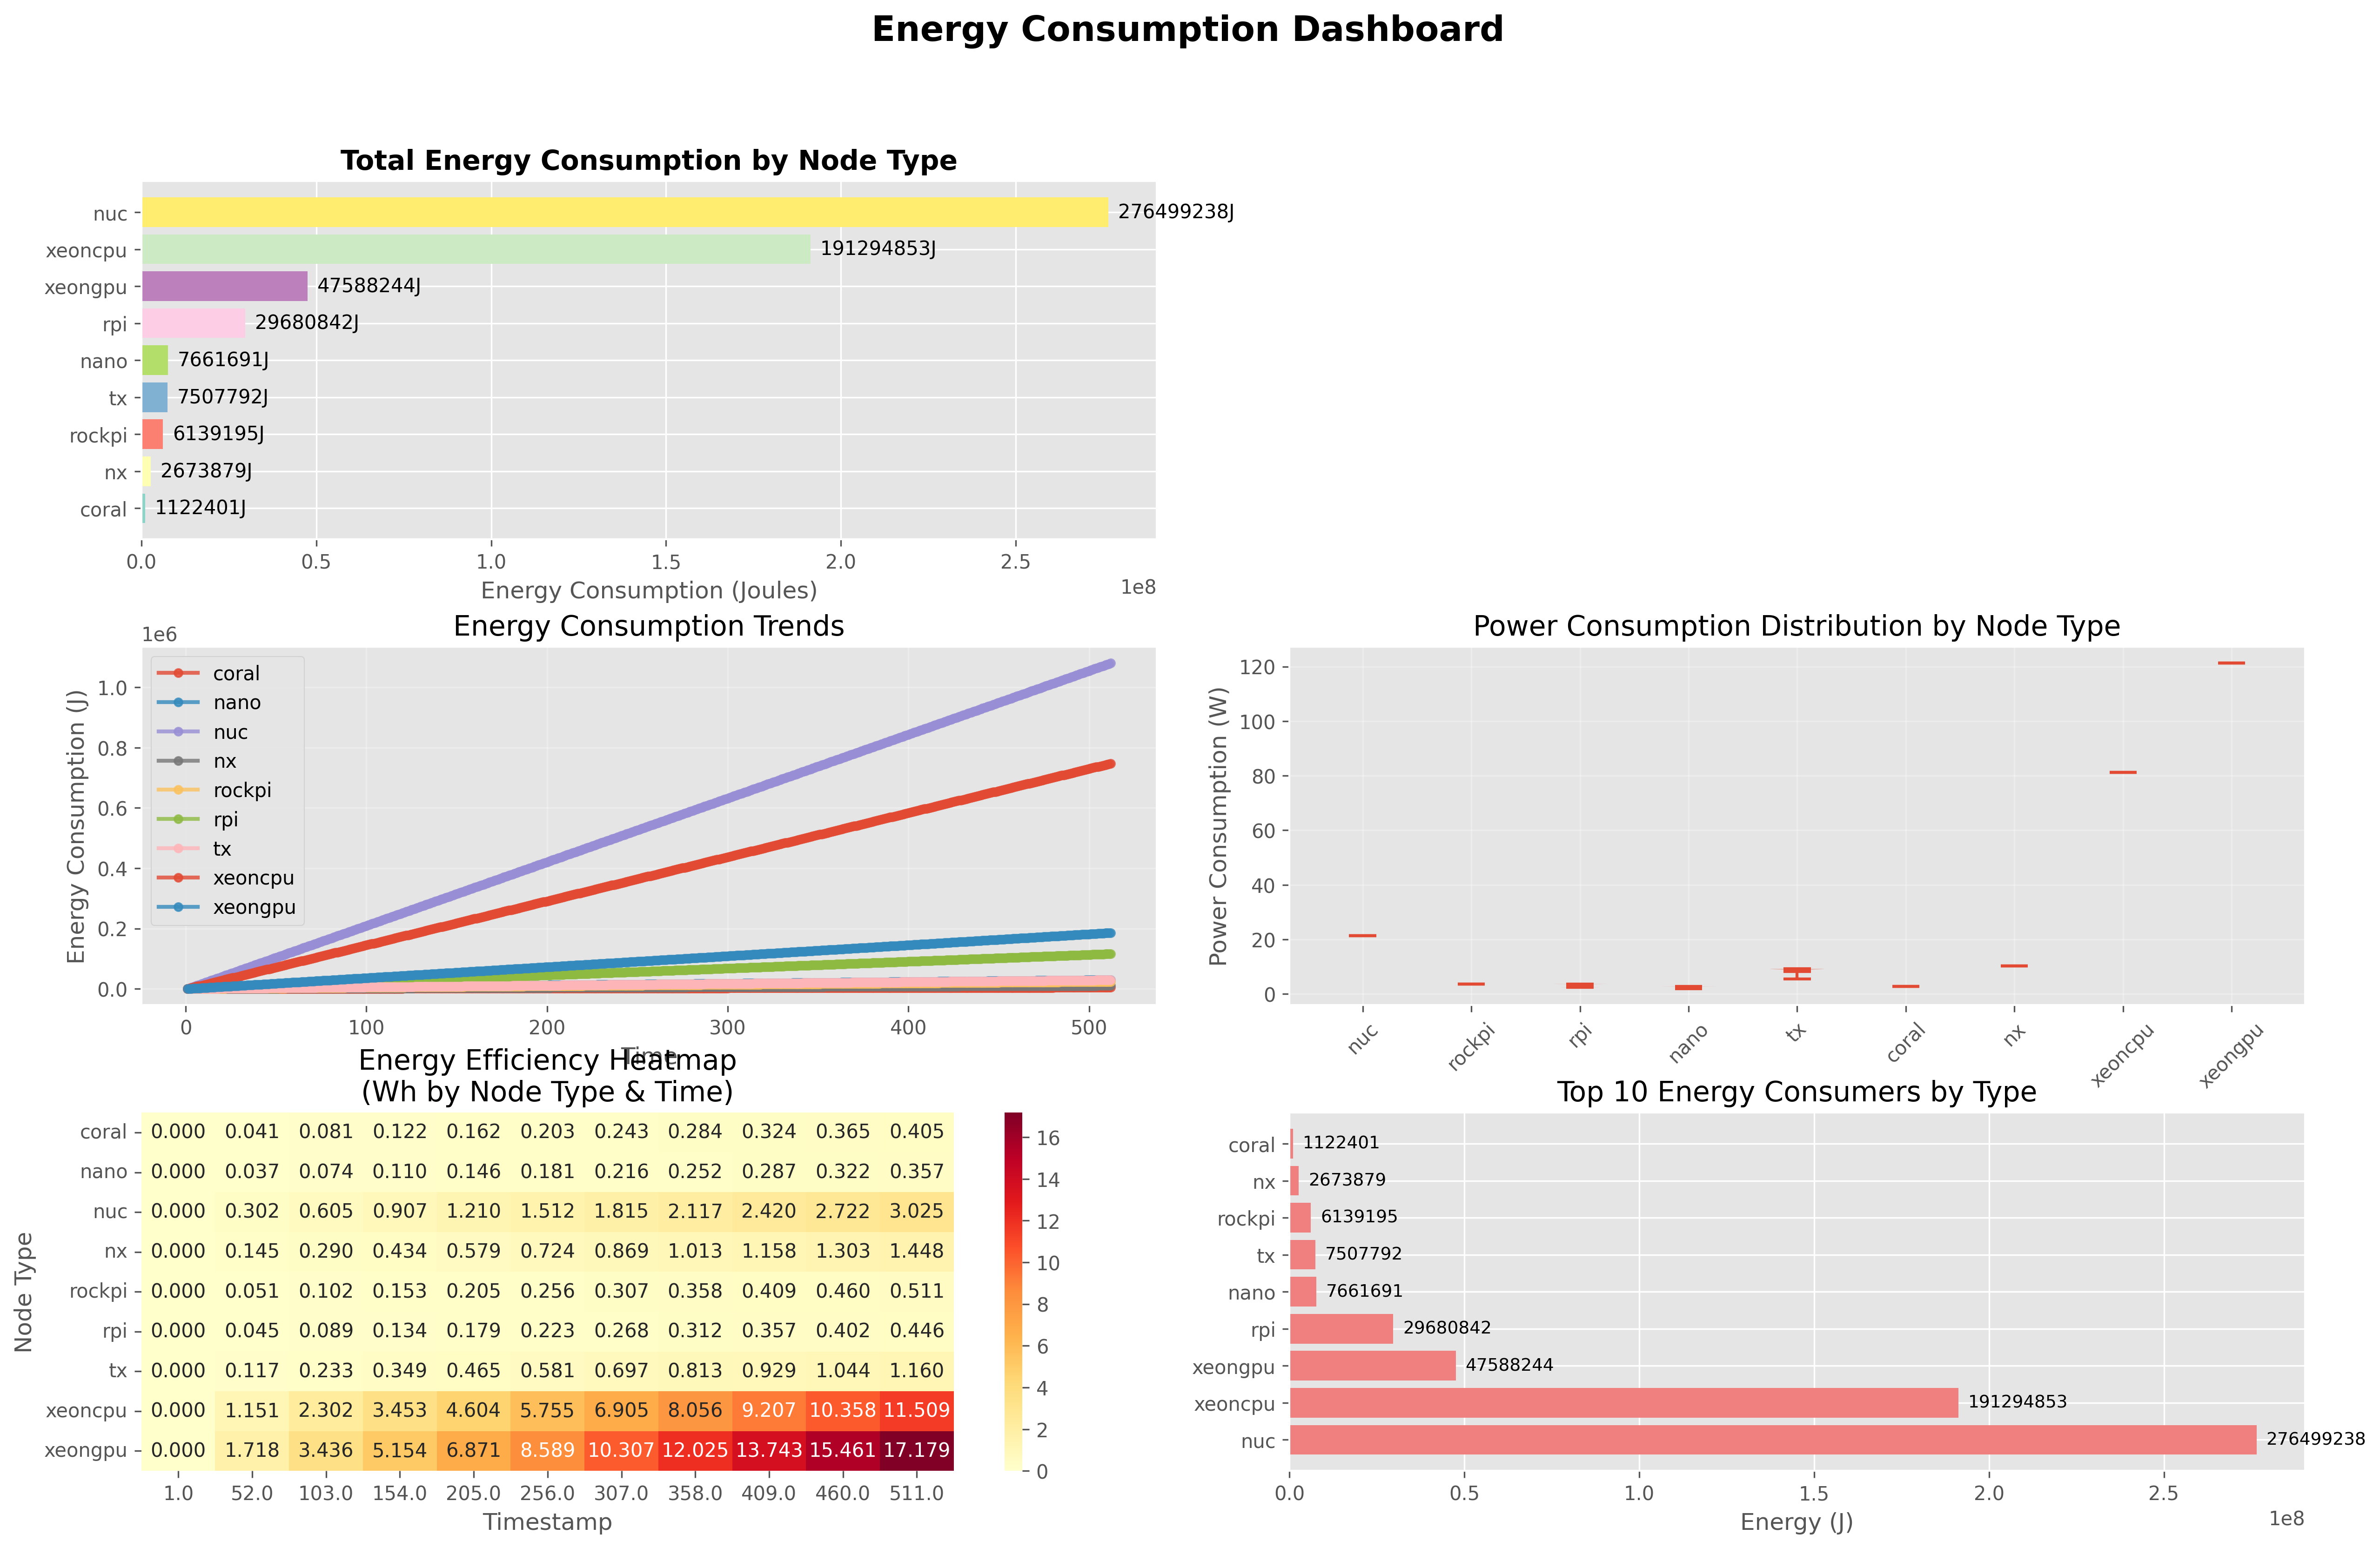 Energy Consumption Dashboard
Total Energy Consumption by Node Type
nuc 276499238J
xeoncpu 191294853J
xeongpu 47588244J
rpi 29680842J
nano 7661691J
tx 7507792J
rockpi 6139195J
nx 2673879J
coral 1122401J
0.0 0.5 1.0 1.5 2.0 2.5
1e8
Energy Consumption (Joules)
Energy Consumption Trends
1e6
Energy Consumption (J)
1.0
0.8
0.6
0.4
0.2
0.0
coral
nano
nuc
nx
rockpi
rpi
tx
xeoncpu
xeongpu
0 100 200 300 400 500
Time
Power Consumption Distribution by Node Type
Power Consumption (W)
120
100
80
60
40
20
0
nuc rockpi rpi nano tx coral nx xeoncpu xeongpu
Energy Efficiency Heatmap
(Wh by Node Type & Time)
Node Type
coral 0.000 0.041 0.081 0.122 0.162 0.203 0.243 0.284 0.324 0.365 0.405
nano 0.000 0.037 0.074 0.110 0.146 0.181 0.216 0.252 0.287 0.322 0.357
nuc 0.000 0.302 0.605 0.907 1.210 1.512 1.815 2.117 2.420 2.722 3.025
nx 0.000 0.145 0.290 0.434 0.579 0.724 0.869 1.013 1.158 1.303 1.448
rockpi 0.000 0.051 0.102 0.153 0.205 0.256 0.307 0.358 0.409 0.460 0.511
rpi 0.000 0.045 0.089 0.134 0.179 0.223 0.268 0.312 0.357 0.402 0.446
tx 0.000 0.117 0.233 0.349 0.465 0.581 0.697 0.813 0.929 1.044 1.160
xeoncpu 0.000 1.151 2.302 3.453 4.604 5.755 6.905 8.056 9.207 10.358 11.509
xeongpu 0.000 1.718 3.436 5.154 6.871 8.589 10.307 12.025 13.743 15.461 17.179
1.0 52.0 103.0 154.0 205.0 256.0 307.0 358.0 409.0 460.0 511.0
Timestamp
16
14
12
10
8
6
4
2
0
Top 10 Energy Consumers by Type
coral 1122401
nx 2673879
rockpi 6139195
tx 7507792
nano 7661691
rpi 29680842
xeongpu 47588244
xeoncpu 191294853
nuc 276499238
0.0 0.5 1.0 1.5 2.0 2.5
Energy (J)
1e8